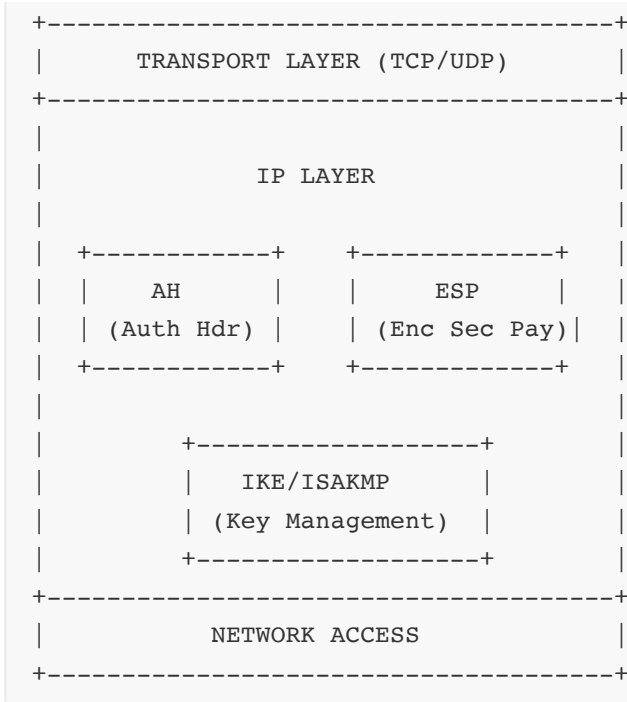 TRANSPORT LAYER (TCP/UDP)
IP LAYER
AH ESP
(Auth Hdr) (Enc Sec Pay)
IKE/ISAKMP
(Key Management)
NETWORK ACCESS